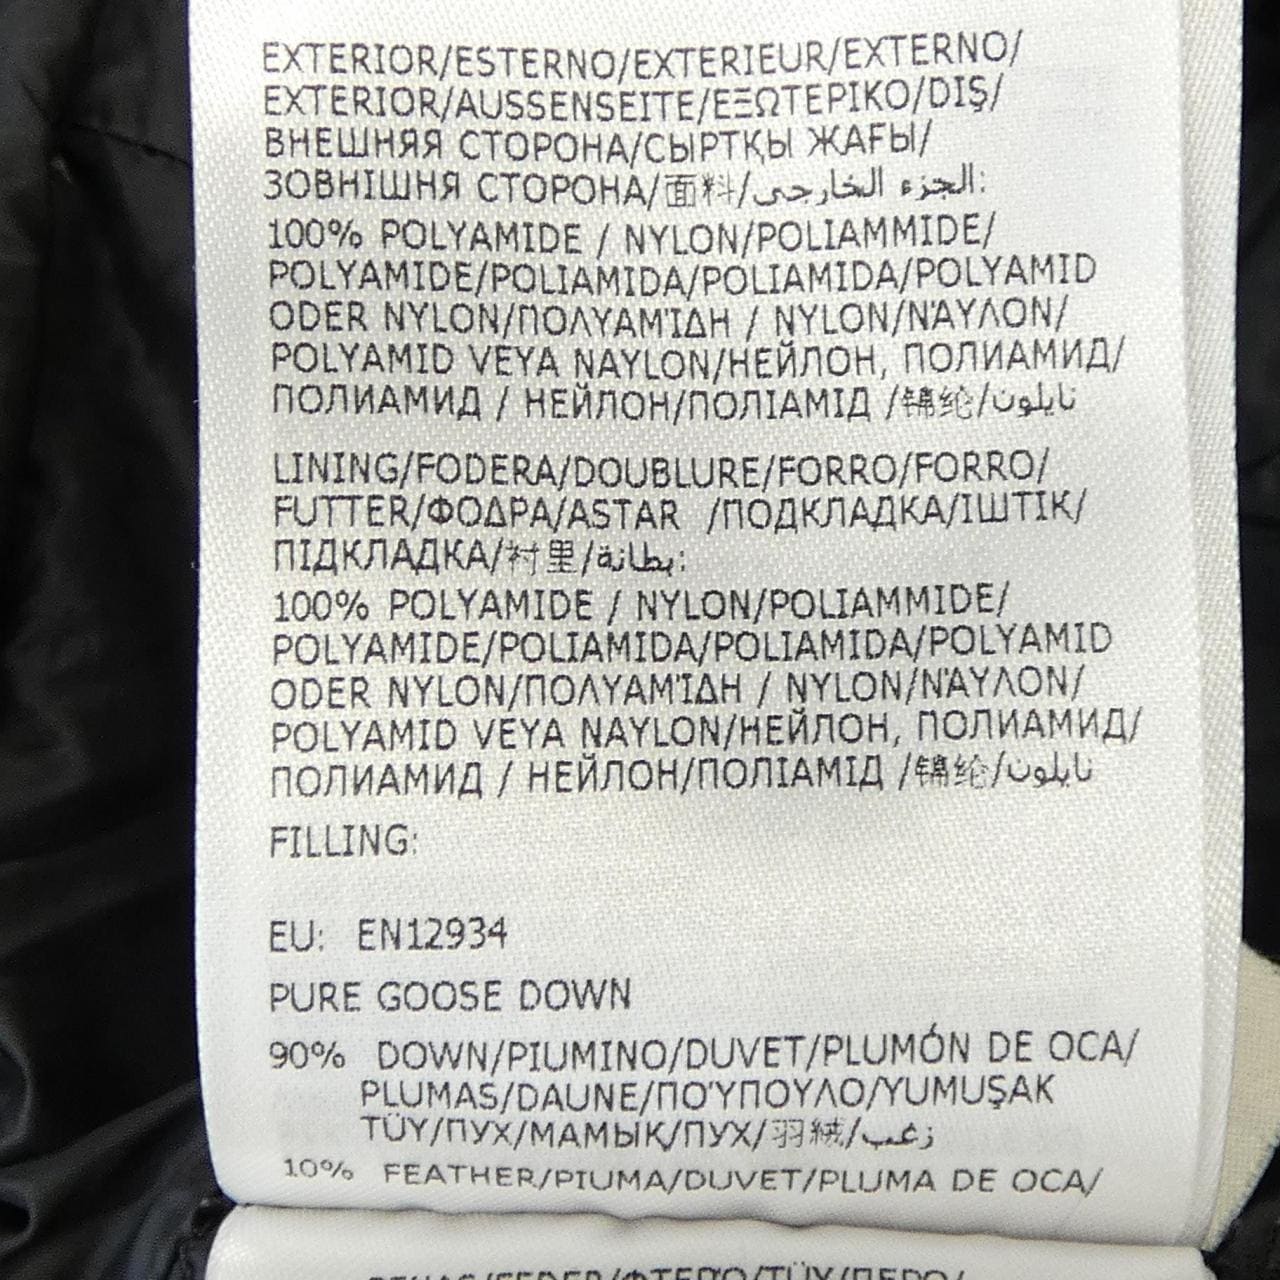 EXTERIOR/ESTERNO/EXTERIEUR/EXTERNO/
EXTERIOR/AUSSENSEITE/ΕΞΩΤΕΡΙΚΟ/DIŞ/
ВНЕШНЯЯ СТОРОНА/СЫРТҚЫ ЖАҒЫ/
ЗОВНІШНЯ СТОРОНА/面料/الجزء الخارجي:
100% POLYAMIDE / NYLON/POLIAMMIDE/
POLYAMIDE/POLIAMIDA/POLIAMIDA/POLYAMID
ODER NYLON/ΠΟΛΥΑΜΊΔΗ / NYLON/ΝΆΥΛΟΝ/
POLYAMID VEYA NAYLON/НЕЙЛОН, ПОЛИАМИД/
ПОЛИАМИД / НЕЙЛОН/ПОЛІАМІД /锦纶/نايلون
LINING/FODERA/DOUBLURE/FORRO/FORRO/
FUTTER/ΦΟΔΡΑ/ASTAR /ПОДКЛАДКА/ІШТІК/
ПІДКЛАДКА/衬里/بطانة:
100% POLYAMIDE / NYLON/POLIAMMIDE/
POLYAMIDE/POLIAMIDA/POLIAMIDA/POLYAMID
ODER NYLON/ΠΟΛΥΑΜΊΔΗ / NYLON/ΝΆΥΛΟΝ/
POLYAMID VEYA NAYLON/НЕЙЛОН, ПОЛИАМИД/
ПОЛИАМИД / НЕЙЛОН/ПОЛІАМІД /锦纶/نايلون
FILLING:
EU: EN12934
PURE GOOSE DOWN
90% DOWN/PIUMINO/DUVET/PLUMÓN DE OCA/
PLUMAS/DAUNE/ΠΟΎΠΟΥΛΟ/YUMUŞAK
TÜY/ПУХ/МАМЫҚ/ПУХ/羽絨/زغب
10% FEATHER/PIUMA/DUVET/PLUMA DE OCA/